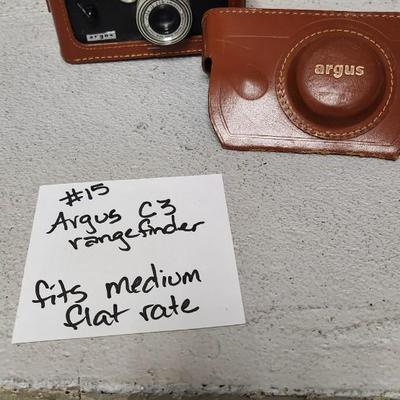 argus
argus
#15
Argus C3
rangefinder
fits medium
flat rate